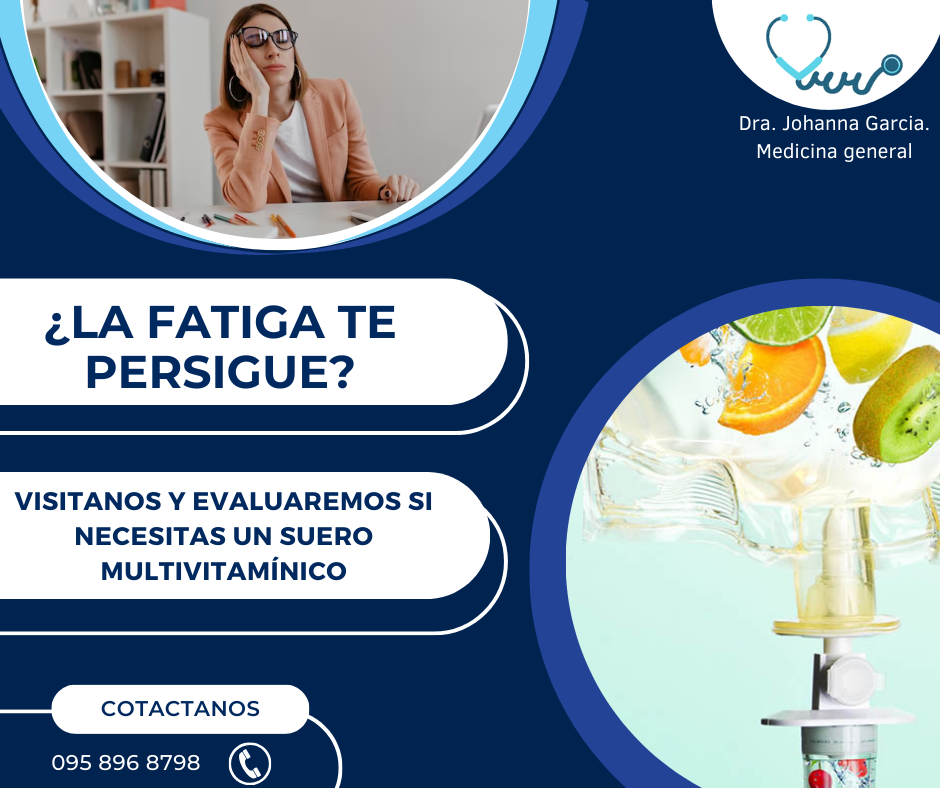 Dra. Johanna Garcia.
Medicina general
¿LA FATIGA TE
PERSIGUE?
VISITANOS Y EVALUAREMOS SI
NECESITAS UN SUERO
MULTIVITAMÍNICO
COTACTANOS
095 896 8798